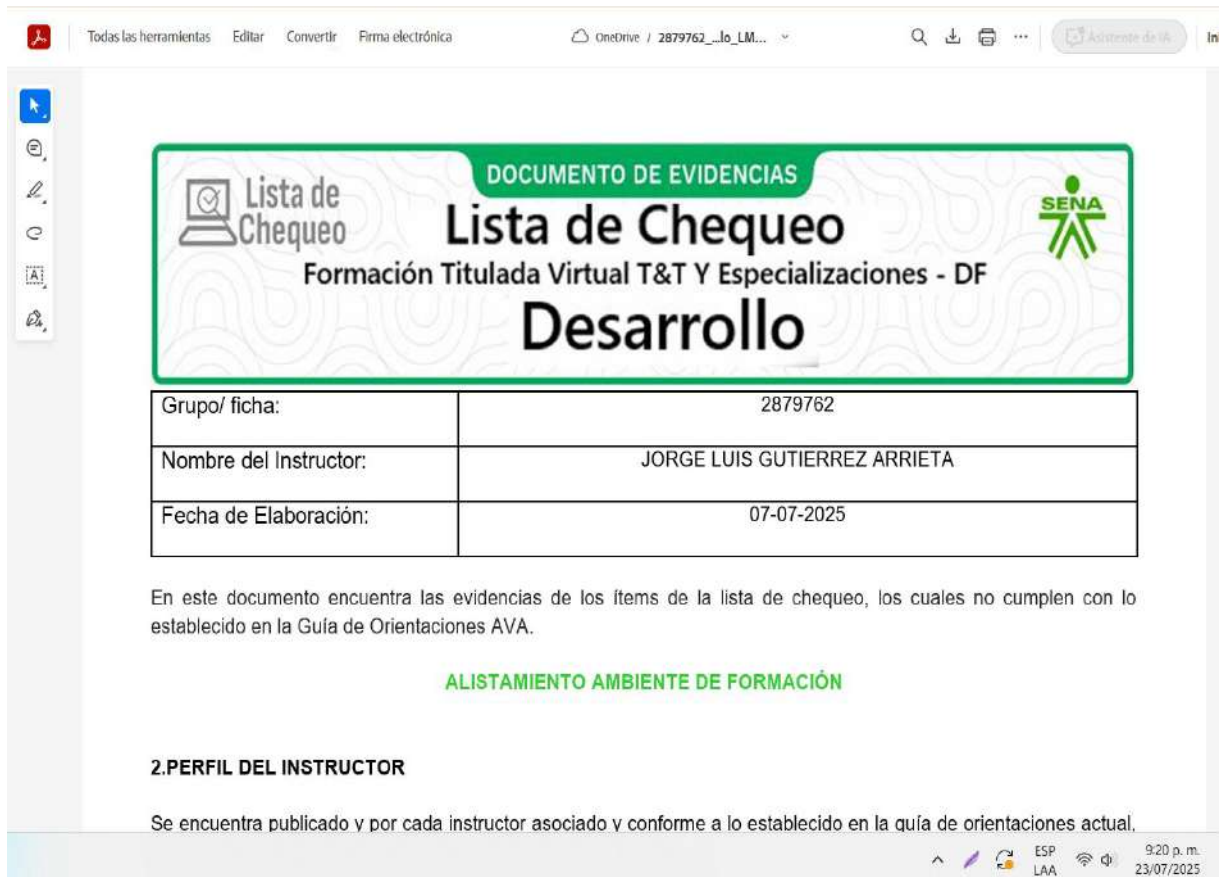 Todas las herramientas Editar Convertir Firma electrónica OneDrive / 2879762_...lo_LM... Asistente de IA Ini
DOCUMENTO DE EVIDENCIAS
Lista de
Chequeo
Lista de Chequeo
SENA
Formación Titulada Virtual T&T Y Especializaciones - DF
Desarrollo
Grupo/ ficha: 2879762
Nombre del Instructor: JORGE LUIS GUTIERREZ ARRIETA
Fecha de Elaboración: 07-07-2025
En este documento encuentra las evidencias de los ítems de la lista de chequeo, los cuales no cumplen con lo
establecido en la Guía de Orientaciones AVA.
ALISTAMIENTO AMBIENTE DE FORMACIÓN
2.PERFIL DEL INSTRUCTOR
Se encuentra publicado y por cada instructor asociado y conforme a lo establecido en la guía de orientaciones actual,
ESP
LAA
9:20 p. m.
23/07/2025